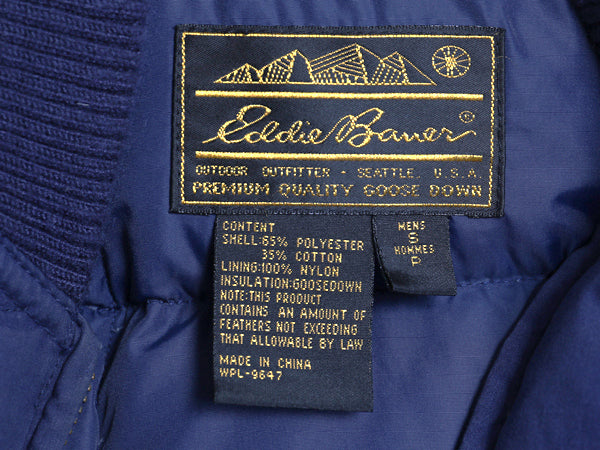 Eddie Bauer ®
OUTDOOR OUTFITTER • SEATTLE, U.S.A.
PREMIUM QUALITY GOOSE DOWN
CONTENT
SHELL:65% POLYESTER
35% COTTON
LINING:100% NYLON
INSULATION:GOOSEDOWN
NOTE:THIS PRODUCT
CONTAINS AN AMOUNT OF
FEATHERS NOT EXCEEDING
THAT ALLOWABLE BY LAW
MADE IN CHINA
WPL-9647
MENS
S
HOMMES
P